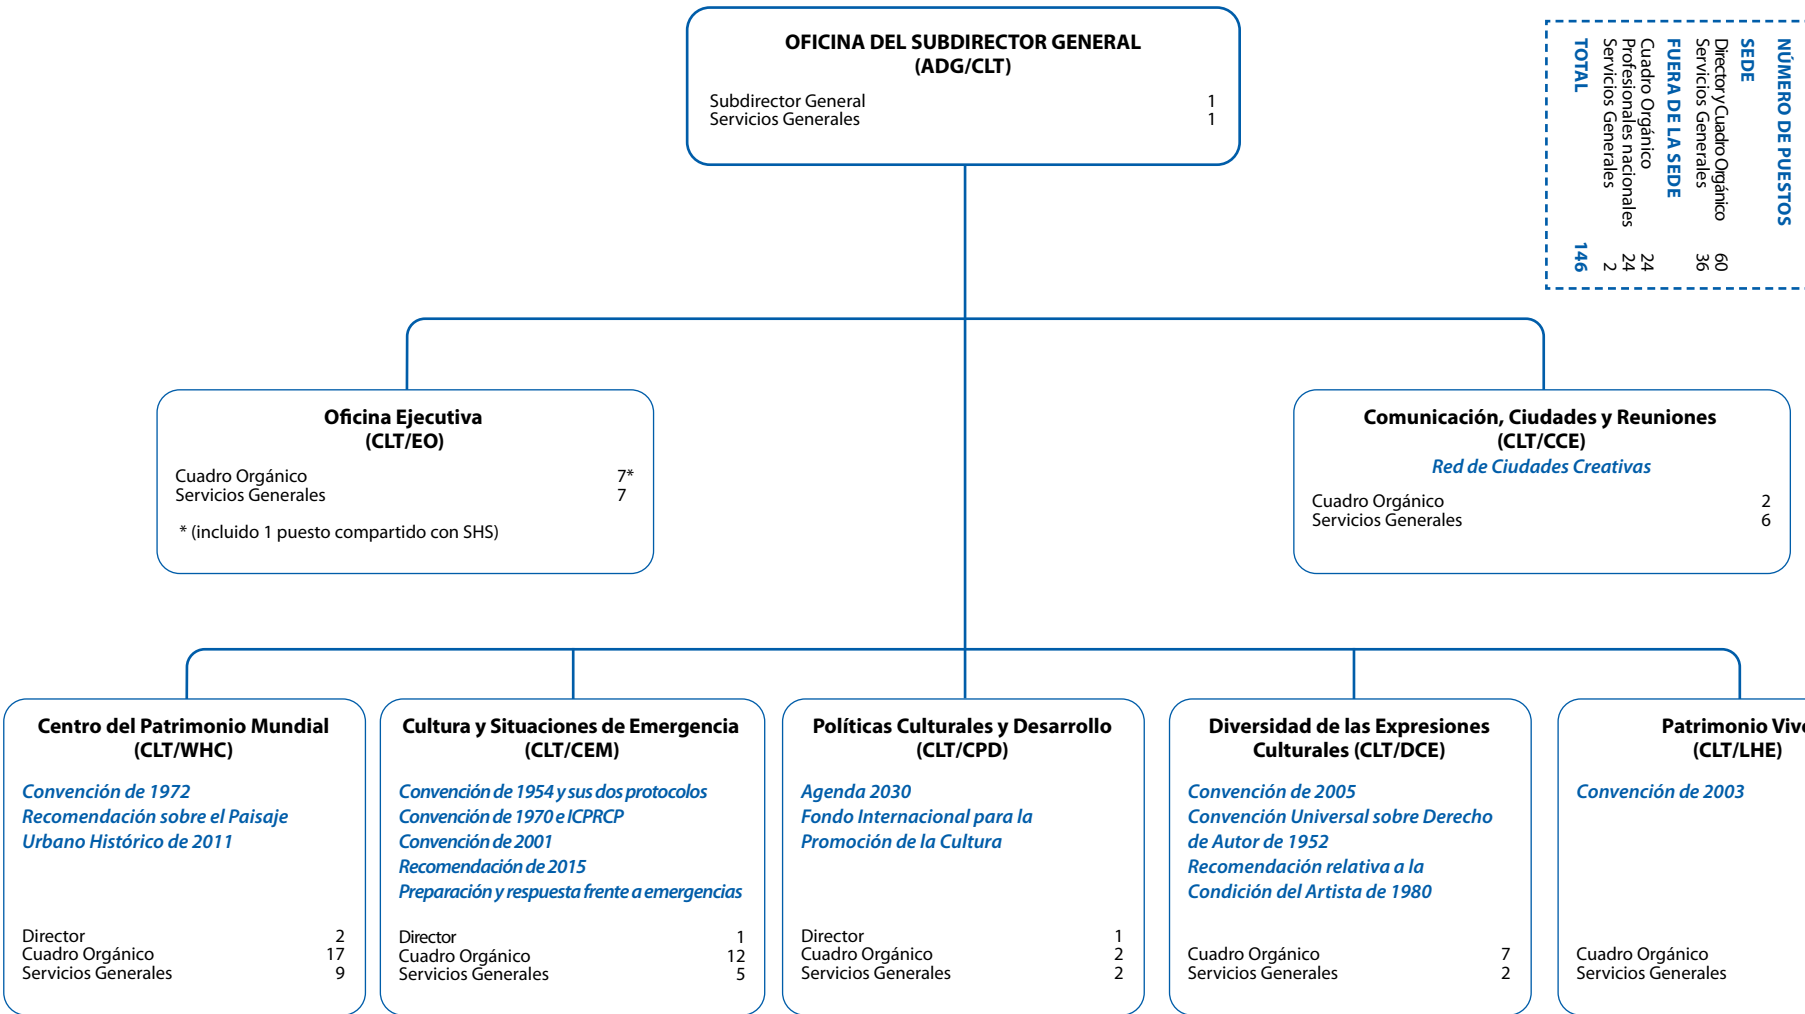 OFICINA DEL SUBDIRECTOR GENERAL
(ADG/CLT)
Subdirector General 1
Servicios Generales 1
NÚMERO DE PUESTOS
SEDE
Director y Cuadro Orgánico 60
Servicios Generales 36
FUERA DE LA SEDE
Cuadro Orgánico 24
Profesionales nacionales 24
Servicios Generales 2
TOTAL 146
Oficina Ejecutiva
(CLT/EO)
Cuadro Orgánico 7*
Servicios Generales 7
* (incluido 1 puesto compartido con SHS)
Comunicación, Ciudades y Reuniones
(CLT/CCE)
Red de Ciudades Creativas
Cuadro Orgánico 2
Servicios Generales 6
Centro del Patrimonio Mundial
(CLT/WHC)
Convención de 1972
Recomendación sobre el Paisaje
Urbano Histórico de 2011
Director 2
Cuadro Orgánico 17
Servicios Generales 9
Cultura y Situaciones de Emergencia
(CLT/CEM)
Convención de 1954 y sus dos protocolos
Convención de 1970 e ICPRCP
Convención de 2001
Recomendación de 2015
Preparación y respuesta frente a emergencias
Director 1
Cuadro Orgánico 12
Servicios Generales 5
Políticas Culturales y Desarrollo
(CLT/CPD)
Agenda 2030
Fondo Internacional para la
Promoción de la Cultura
Director 1
Cuadro Orgánico 2
Servicios Generales 2
Diversidad de las Expresiones
Culturales (CLT/DCE)
Convención de 2005
Convención Universal sobre Derecho
de Autor de 1952
Recomendación relativa a la
Condición del Artista de 1980
Cuadro Orgánico 7
Servicios Generales 2
Patrimonio
(CLT/LHE)
Convención de 2003
Cuadro Orgánico
Servicios Generales